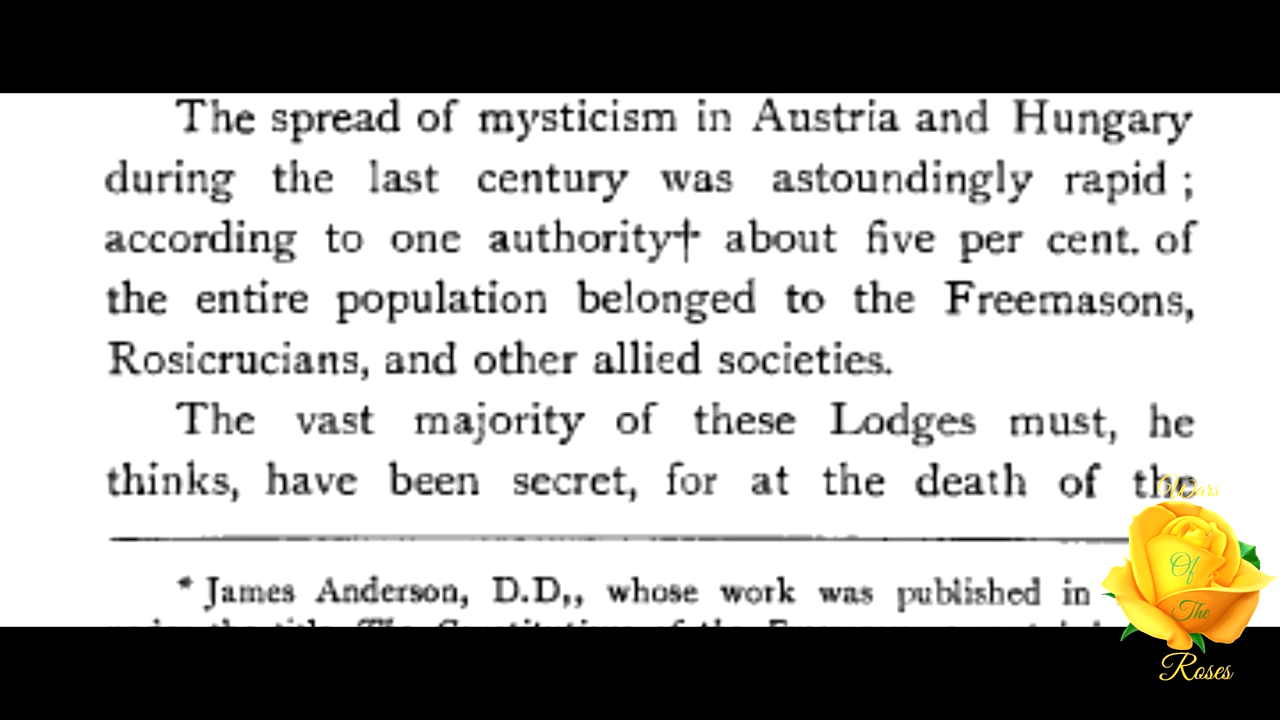 The spread of mysticism in Austria and Hungary
during the last century was astoundingly rapid ;
according to one authority† about five per cent. of
the entire population belonged to the Freemasons,
Rosicrucians, and other allied societies.
The vast majority of these Lodges must, he
thinks, have been secret, for at the death of the
* James Anderson, D.D,, whose work was published in
Wars
Of
The
Roses